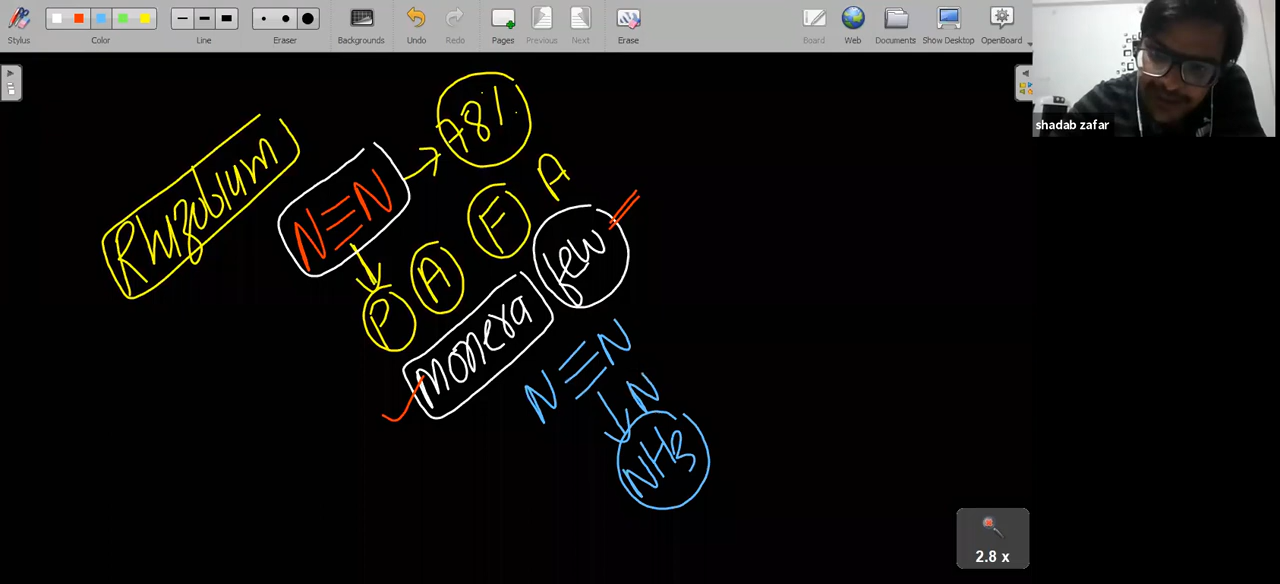 Stylus
Color
Line
Eraser
Backgrounds
Undo
Redo
Pages
Previous
Next
Erase
Board
Web
Documents
Show Desktop
OpenBoard
shadab zafar
Rhizobium
N≡N
78%
P
A
F
A
monera
few
N≡N
N
NH3
2.8 x